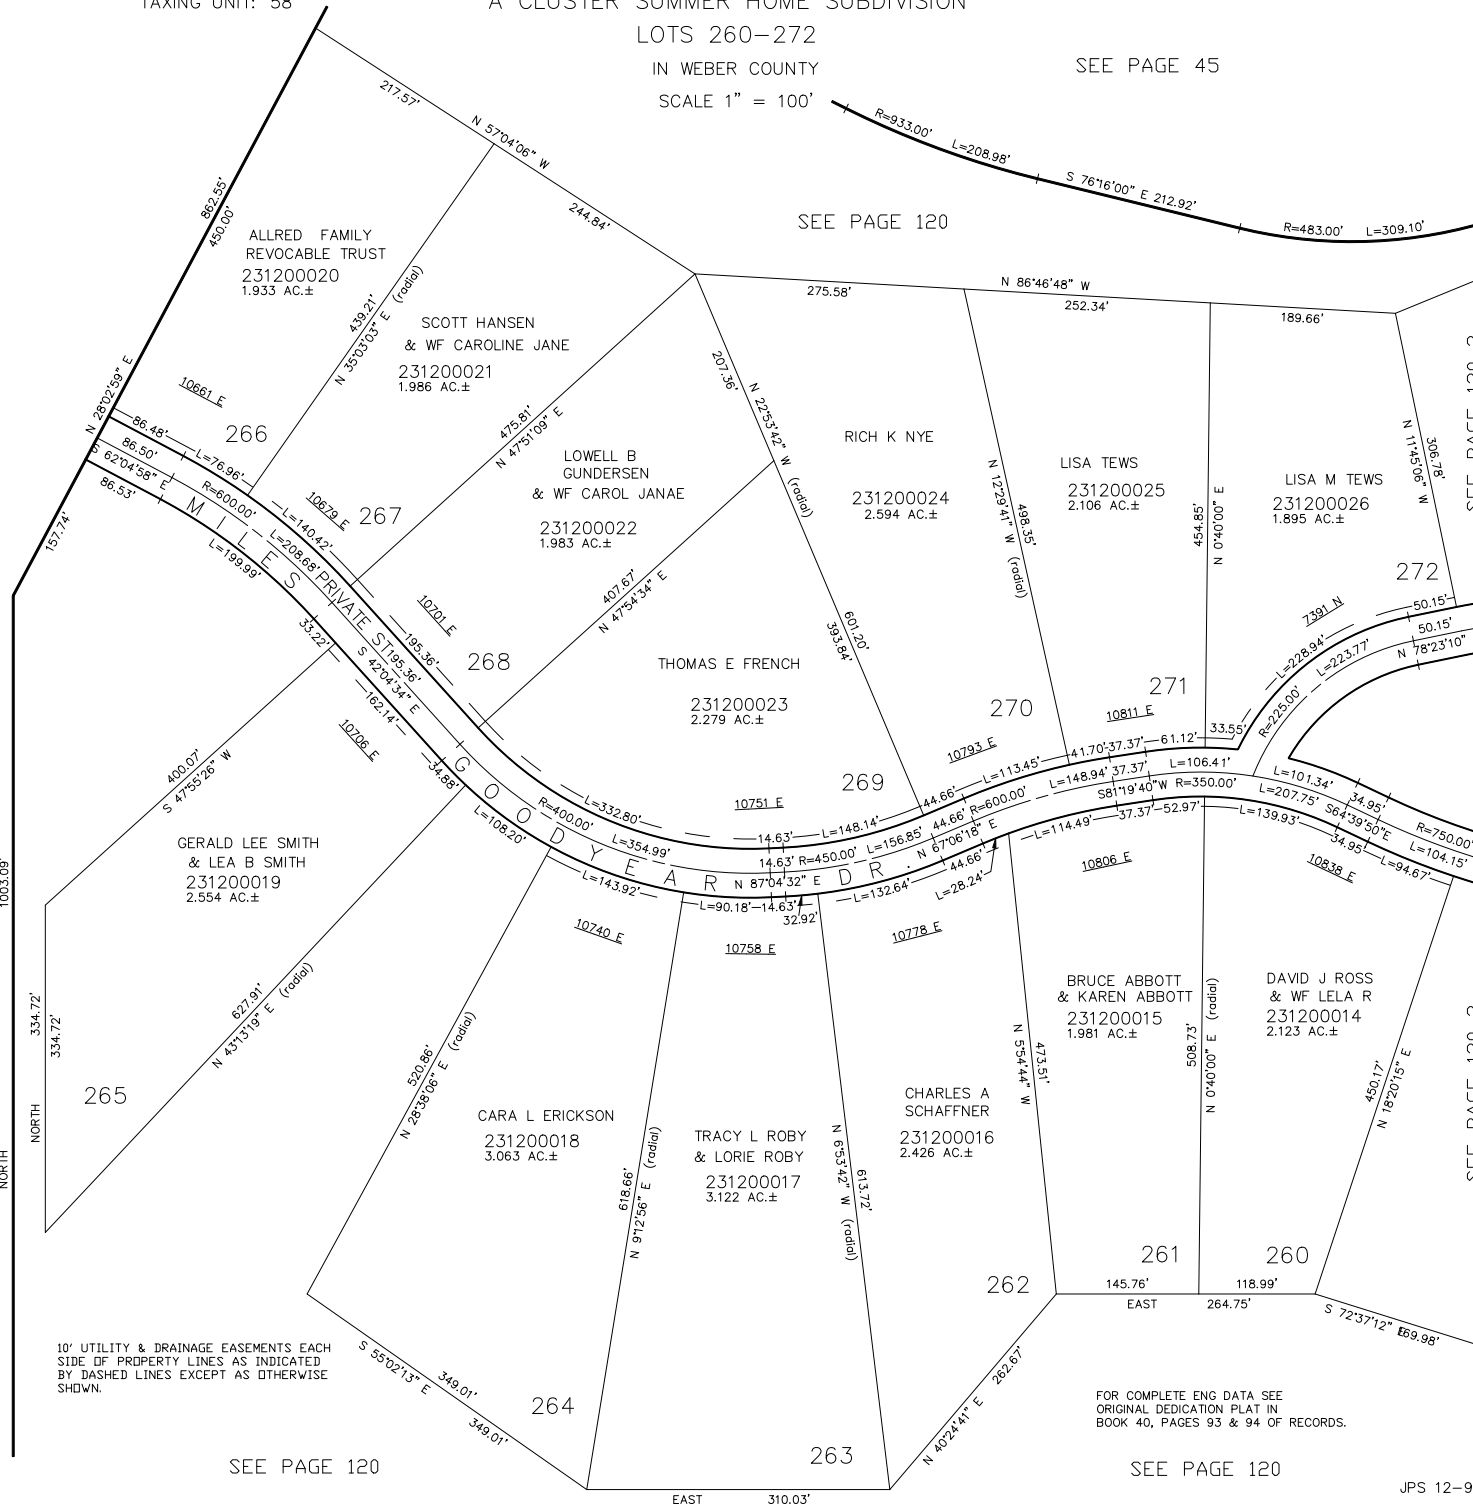 TAXING UNIT: 58
A CLUSTER SUMMER HOME SUBDIVISION
LOTS 260-272
IN WEBER COUNTY
SCALE 1" = 100'
SEE PAGE 45
SEE PAGE 120
R=933.00'
L=208.98'
S 76°16'00" E 212.92'
R=483.00' L=309.10'
217.57'
N 57°04'06" W
244.84'
862.55'
450.00'
N 28°02'59" E
157.74'
ALLRED FAMILY
REVOCABLE TRUST
231200020
1.933 AC.±
10661 E
266
439.21'
N 35°03'03" E (radial)
SCOTT HANSEN
& WF CAROLINE JANE
231200021
1.986 AC.±
10679 E
267
475.81'
N 47°51'09" E
LOWELL B
GUNDERSEN
& WF CAROL JANAE
231200022
1.983 AC.±
10701 E
268
407.67'
N 47°54'34" E
207.36'
N 22°53'42" W (radial)
601.20'
393.84'
THOMAS E FRENCH
231200023
2.279 AC.±
10751 E
269
275.58'
N 86°46'48" W
252.34'
189.66'
RICH K NYE
231200024
2.594 AC.±
10793 E
270
N 12°29'41" W (radial)
498.35'
LISA TEWS
231200025
2.106 AC.±
10811 E
271
454.85'
N 0°40'00" E
LISA M TEWS
231200026
1.895 AC.±
7391 N
272
306.78'
N 11°45'06" W
86.48'
L=76.96'
L=140.42'
195.36'
L=332.80'
14.63'
L=148.14'
44.66'
L=113.45'
41.70'
37.37'
61.12'
33.55'
L=228.94'
50.15'
86.50'
S 62°04'58" E
R=600.00'
L=208.68'
PRIVATE ST.
195.36'
S 42°04'34" E
R=400.00'
L=354.99'
14.63'
R=450.00'
N 87°04'32" E
L=156.85'
44.66'
N 67°06'18" E
R=600.00'
L=148.94'
37.37'
S81°19'40"W
L=106.41'
R=350.00'
L=207.75'
R=225.00'
L=223.77'
50.15'
N 78°23'10"
L=101.34'
34.95'
S64°39'50"E
R=750.00'
L=104.15'
MILES GOODYEAR DR.
86.53'
L=199.99'
33.22'
162.14'
34.88'
L=108.20'
L=143.92'
L=90.18'
14.63'
32.92'
L=132.64'
44.66'
L=28.24'
L=114.49'
37.37'
52.97'
L=139.93'
34.95
L=94.67'
10706 E
400.07'
S 47°55'26" W
GERALD LEE SMITH
& LEA B SMITH
231200019
2.554 AC.±
334.72'
334.72'
NORTH
1003.09'
NORTH
265
627.91'
N 43°13'19" E (radial)
10740 E
520.86'
N 28°38'06" E (radial)
CARA L ERICKSON
231200018
3.063 AC.±
S 55°02'13" E
349.01'
349.01'
264
10758 E
618.66'
N 9°12'56" E (radial)
TRACY L ROBY
& LORIE ROBY
231200017
3.122 AC.±
263
EAST 310.03'
10778 E
N 6°53'42" W (radial)
613.72'
CHARLES A
SCHAFFNER
231200016
2.426 AC.±
262
N 40°24'41" E 262.67'
10806 E
473.51'
N 5°54'44" W
BRUCE ABBOTT
& KAREN ABBOTT
231200015
1.981 AC.±
261
145.76'
118.99'
EAST 264.75'
508.73'
N 0°40'00" E (radial)
10838 E
DAVID J ROSS
& WF LELA R
231200014
2.123 AC.±
260
450.17'
N 18°20'15" E
S 72°37'12" E
169.98'
10' UTILITY & DRAINAGE EASEMENTS EACH
SIDE OF PROPERTY LINES AS INDICATED
BY DASHED LINES EXCEPT AS OTHERWISE
SHOWN.
FOR COMPLETE ENG DATA SEE
ORIGINAL DEDICATION PLAT IN
BOOK 40, PAGES 93 & 94 OF RECORDS.
SEE PAGE 120
SEE PAGE 120
JPS 12-9